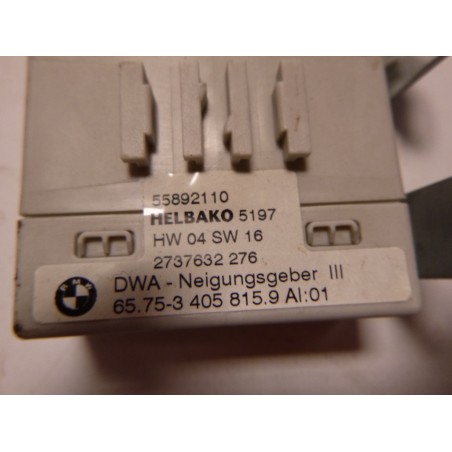 55892110
HELBAKO 5197
HW 04 SW 16
2737632 276
BMW
DWA - Neigungsgeber III
65.75-3 405 815.9 AI:01